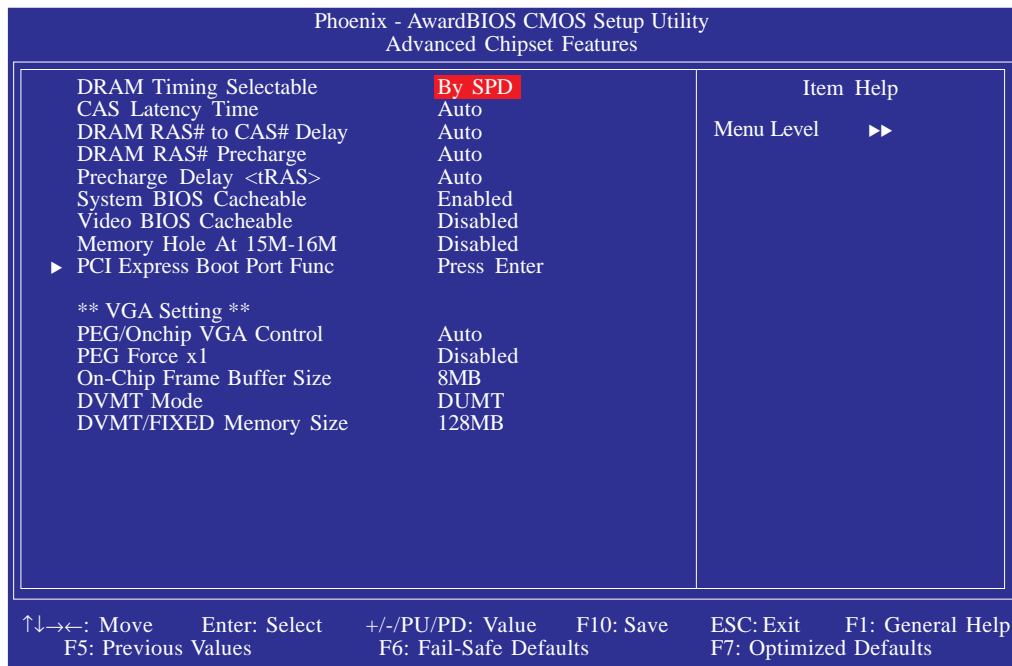 Phoenix - AwardBIOS CMOS Setup Utility
Advanced Chipset Features
DRAM Timing Selectable By SPD
CAS Latency Time Auto
DRAM RAS# to CAS# Delay Auto
DRAM RAS# Precharge Auto
Precharge Delay <tRAS> Auto
System BIOS Cacheable Enabled
Video BIOS Cacheable Disabled
Memory Hole At 15M-16M Disabled
▶ PCI Express Boot Port Func Press Enter
** VGA Setting **
PEG/Onchip VGA Control Auto
PEG Force x1 Disabled
On-Chip Frame Buffer Size 8MB
DVMT Mode DUMT
DVMT/FIXED Memory Size 128MB
Item Help
Menu Level ▶▶
↑↓→←: Move Enter: Select +/-/PU/PD: Value F10: Save ESC: Exit F1: General Help
F5: Previous Values F6: Fail-Safe Defaults F7: Optimized Defaults